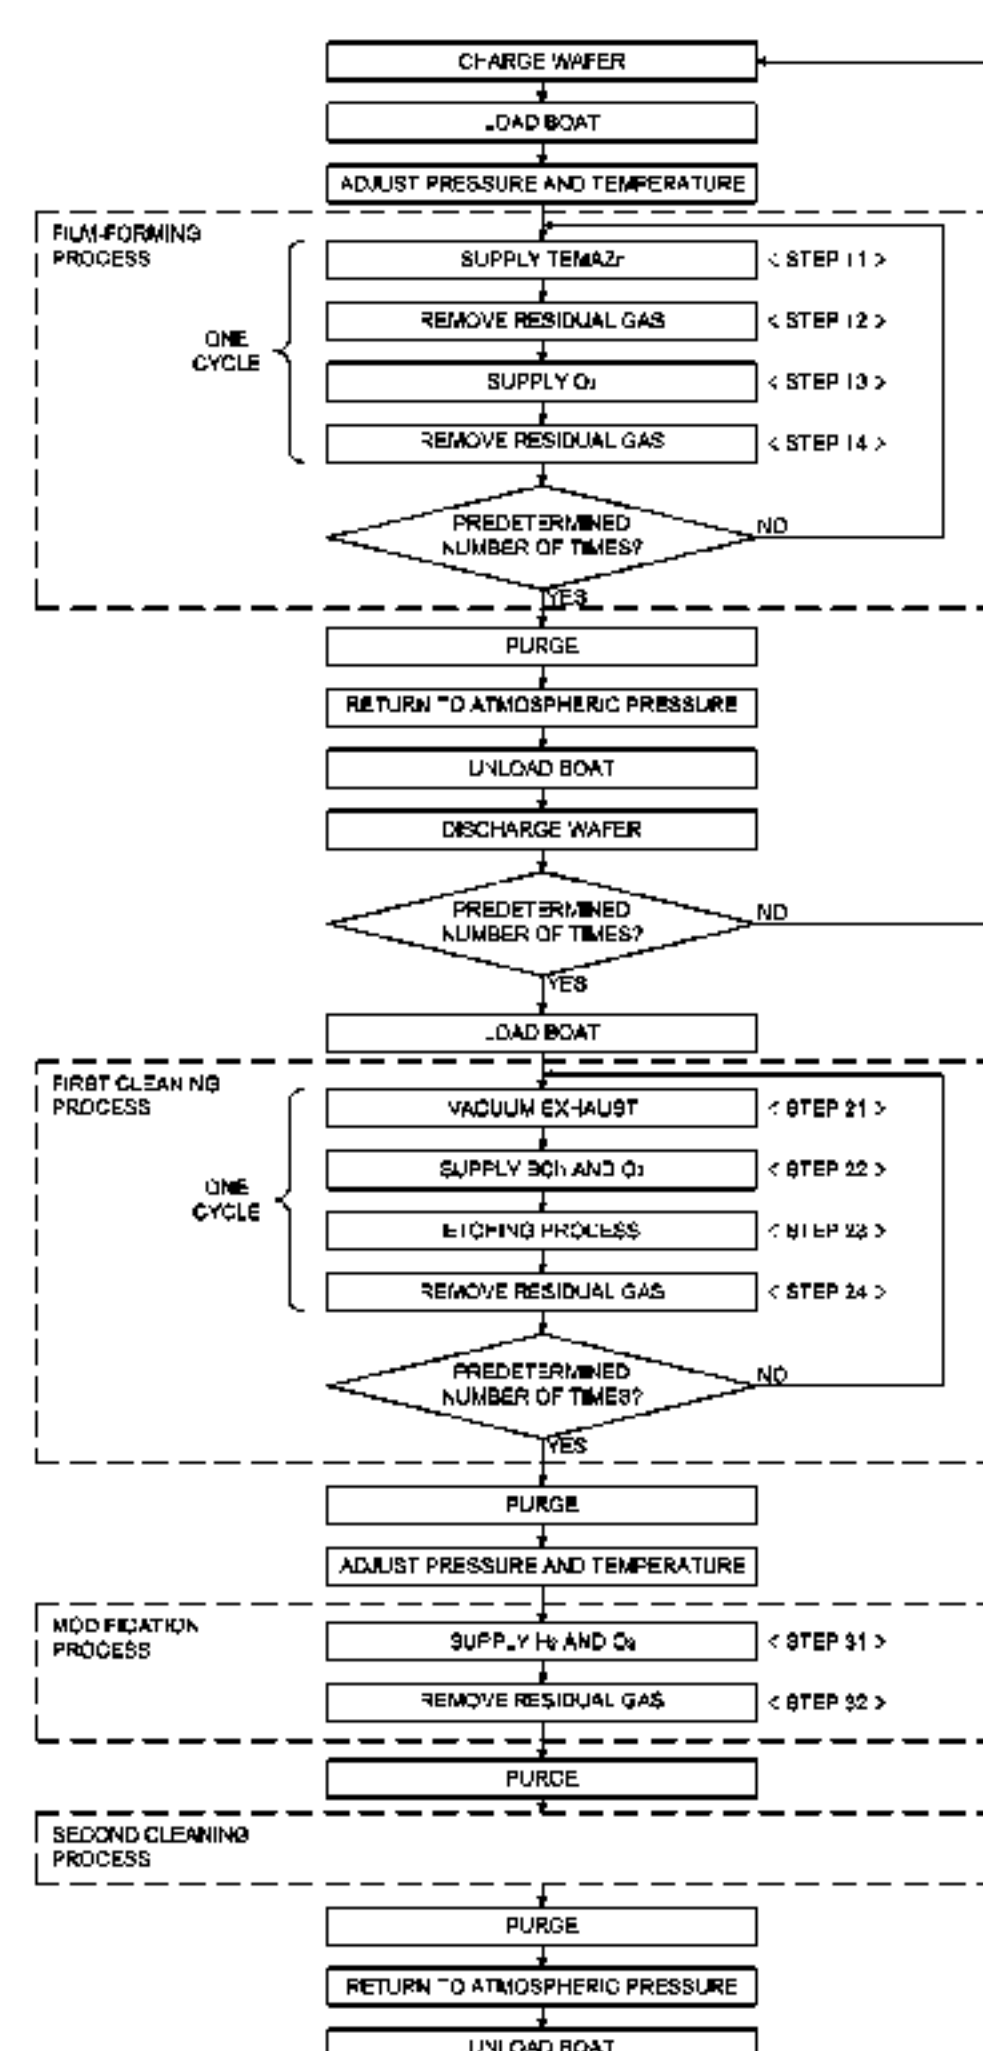 CHARGE WAFER
LOAD BOAT
ADJUST PRESSURE AND TEMPERATURE
FILM-FORMING
PROCESS
SUPPLY TEMAZr
< STEP 11 >
REMOVE RESIDUAL GAS
< STEP 12 >
ONE
CYCLE
SUPPLY O₃
< STEP 13 >
REMOVE RESIDUAL GAS
< STEP 14 >
PREDETERMINED
NUMBER OF TIMES?
NO
YES
PURGE
RETURN TO ATMOSPHERIC PRESSURE
UNLOAD BOAT
DISCHARGE WAFER
PREDETERMINED
NUMBER OF TIMES?
NO
YES
LOAD BOAT
FIRST CLEANING
PROCESS
VACUUM EXHAUST
< STEP 21 >
SUPPLY BCl₃ AND O₂
< STEP 22 >
ONE
CYCLE
ETCHING PROCESS
< STEP 23 >
REMOVE RESIDUAL GAS
< STEP 24 >
PREDETERMINED
NUMBER OF TIMES?
NO
YES
PURGE
ADJUST PRESSURE AND TEMPERATURE
MODIFICATION
PROCESS
SUPPLY H₂ AND O₂
< STEP 31 >
REMOVE RESIDUAL GAS
< STEP 32 >
PURGE
SECOND CLEANING
PROCESS
PURGE
RETURN TO ATMOSPHERIC PRESSURE
UNLOAD BOAT